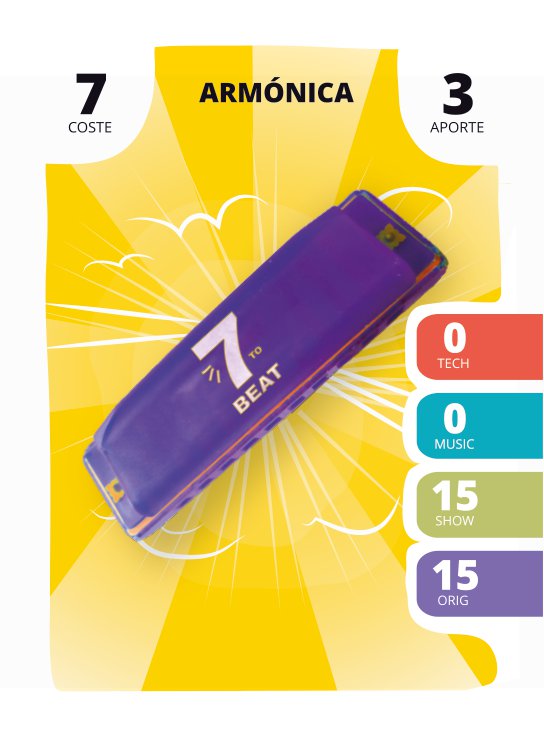 7
COSTE
ARMÓNICA
3
APORTE
7
TO
BEAT
0
TECH
0
MUSIC
15
SHOW
15
ORIG